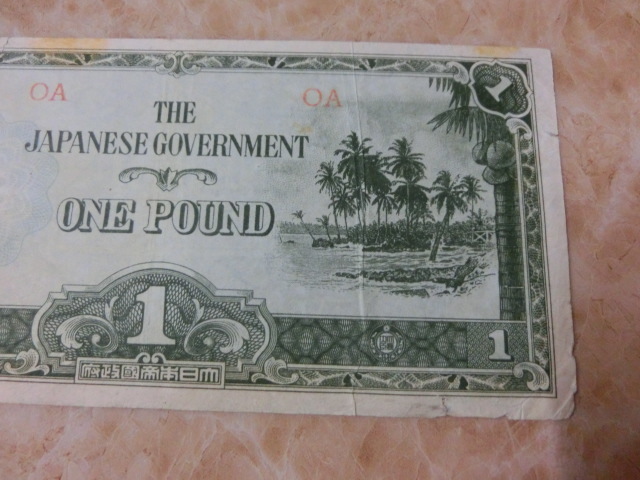 OA OA 1
THE
JAPANESE GOVERNMENT
ONE POUND
1
1
府政國帝本日大